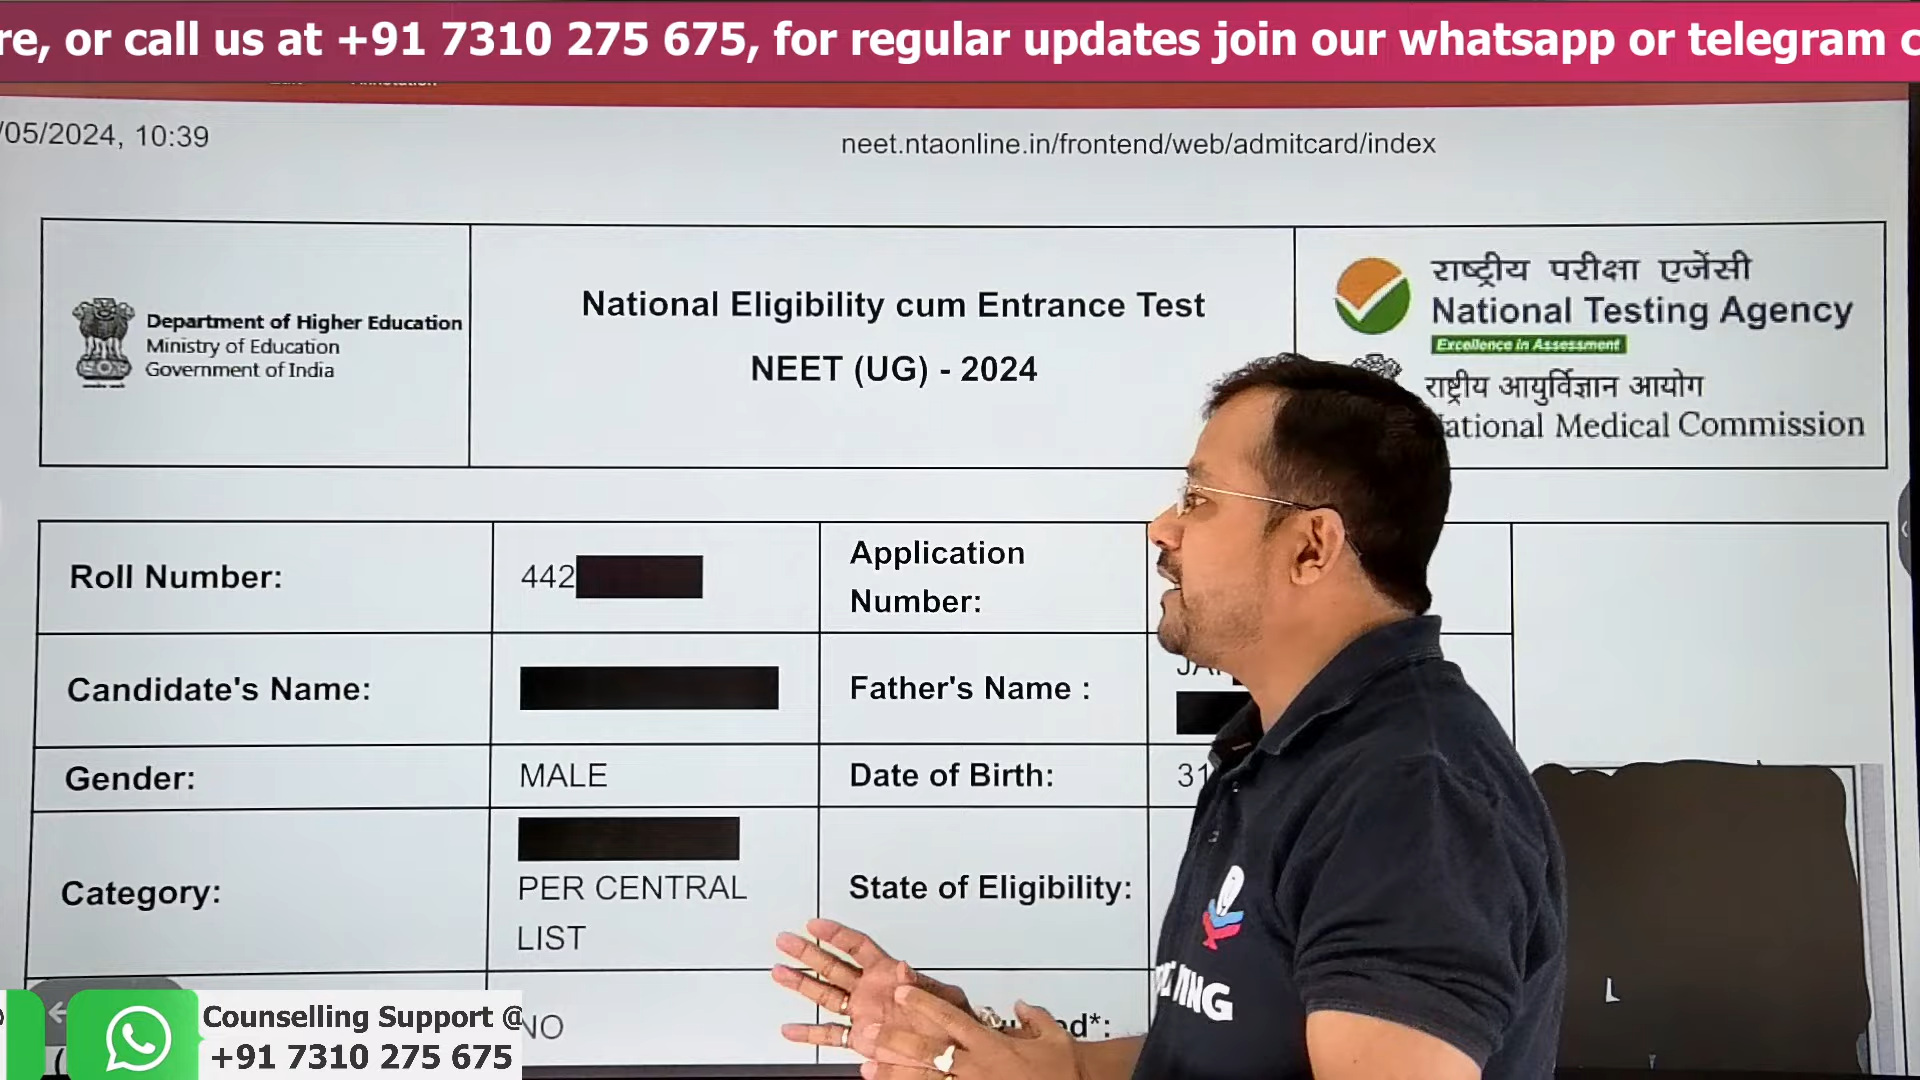 re, or call us at +91 7310 275 675, for regular updates join our whatsapp or telegram c
/05/2024, 10:39
neet.ntaonline.in/frontend/web/admitcard/index
Department of Higher Education
Ministry of Education
Government of India
National Eligibility cum Entrance Test
NEET (UG) - 2024
राष्ट्रीय परीक्षा एजेंसी
National Testing Agency
Excellence in Assessment
राष्ट्रीय आयुर्विज्ञान आयोग
ational Medical Commission
Roll Number:
442
Application
Number:
Candidate's Name:
Father's Name :
Gender:
MALE
Date of Birth:
31
Category:
PER CENTRAL
LIST
State of Eligibility:
NO
ed*:
Counselling Support @
+91 7310 275 675